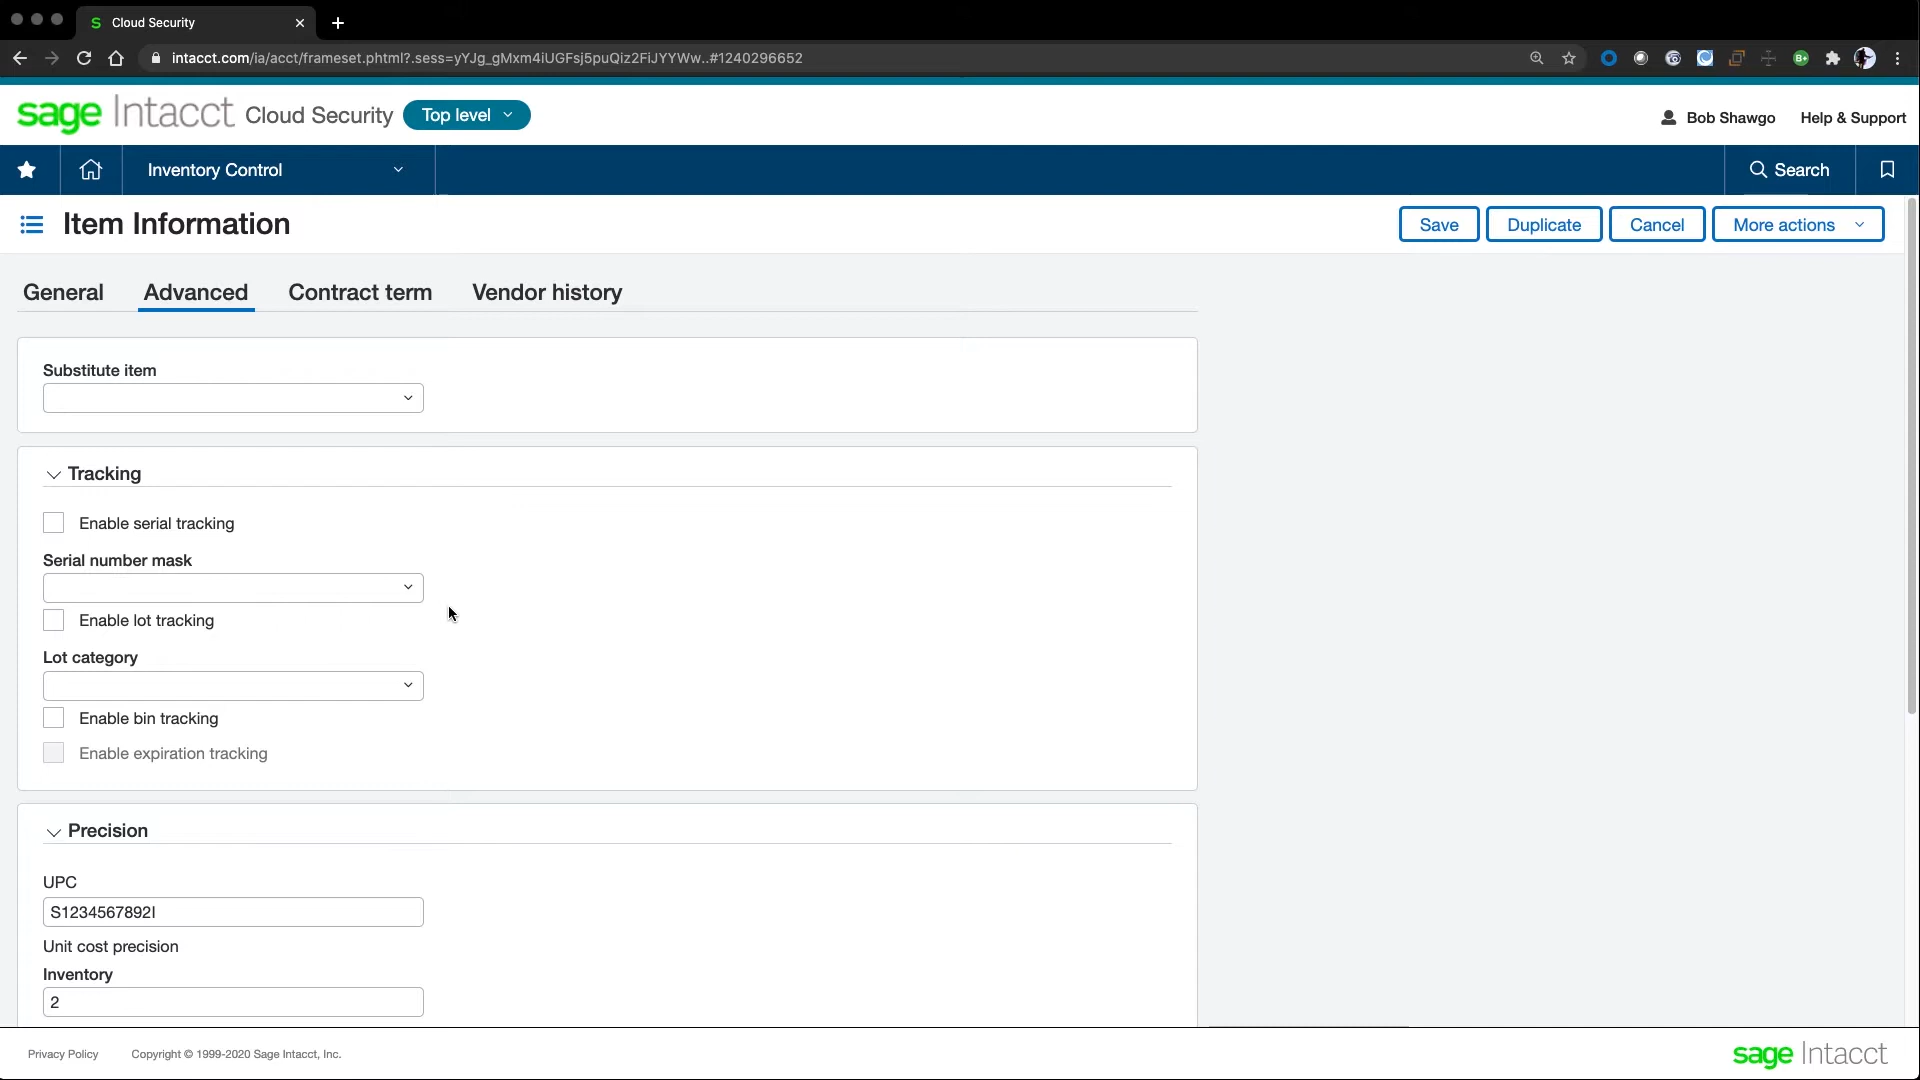 S Cloud Security
intacct.com/ia/acct/frameset.phtml?.sess=yYJg_gMxm4iUGFsj5puQiz2FiJYYWw..#1240296652
B+
sage Intacct Cloud Security Top level
Bob Shawgo Help & Support
Inventory Control
Search
Item Information
Save Duplicate Cancel More actions
General Advanced Contract term Vendor history
Substitute item
Tracking
Enable serial tracking
Serial number mask
Enable lot tracking
Lot category
Enable bin tracking
Enable expiration tracking
Precision
UPC
S1234567892I
Unit cost precision
Inventory
2
Privacy Policy Copyright © 1999-2020 Sage Intacct, Inc.
sage Intacct